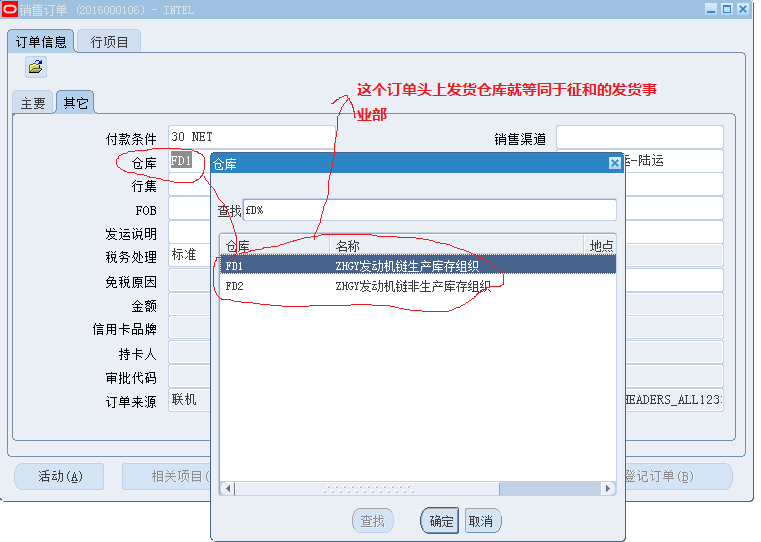 销售订单 (2016000106) - INTEL
订单信息 行项目
主要 其它
这个订单头上发货仓库就等同于征和的发货事
业部
付款条件 30 NET 销售渠道
仓库 FD1 运-陆运
行集
FOB
发运说明
税务处理 标准
免税原因
金额
信用卡品牌
持卡人
审批代码
订单来源 联机 HEADERS_ALL123
仓库
查找 fD%
仓库 名称 地点
FD1 ZHGY发动机链生产库存组织
FD2 ZHGY发动机链非生产库存组织
查找 确定 取消
活动(A) 相关项目( 登记订单(B)